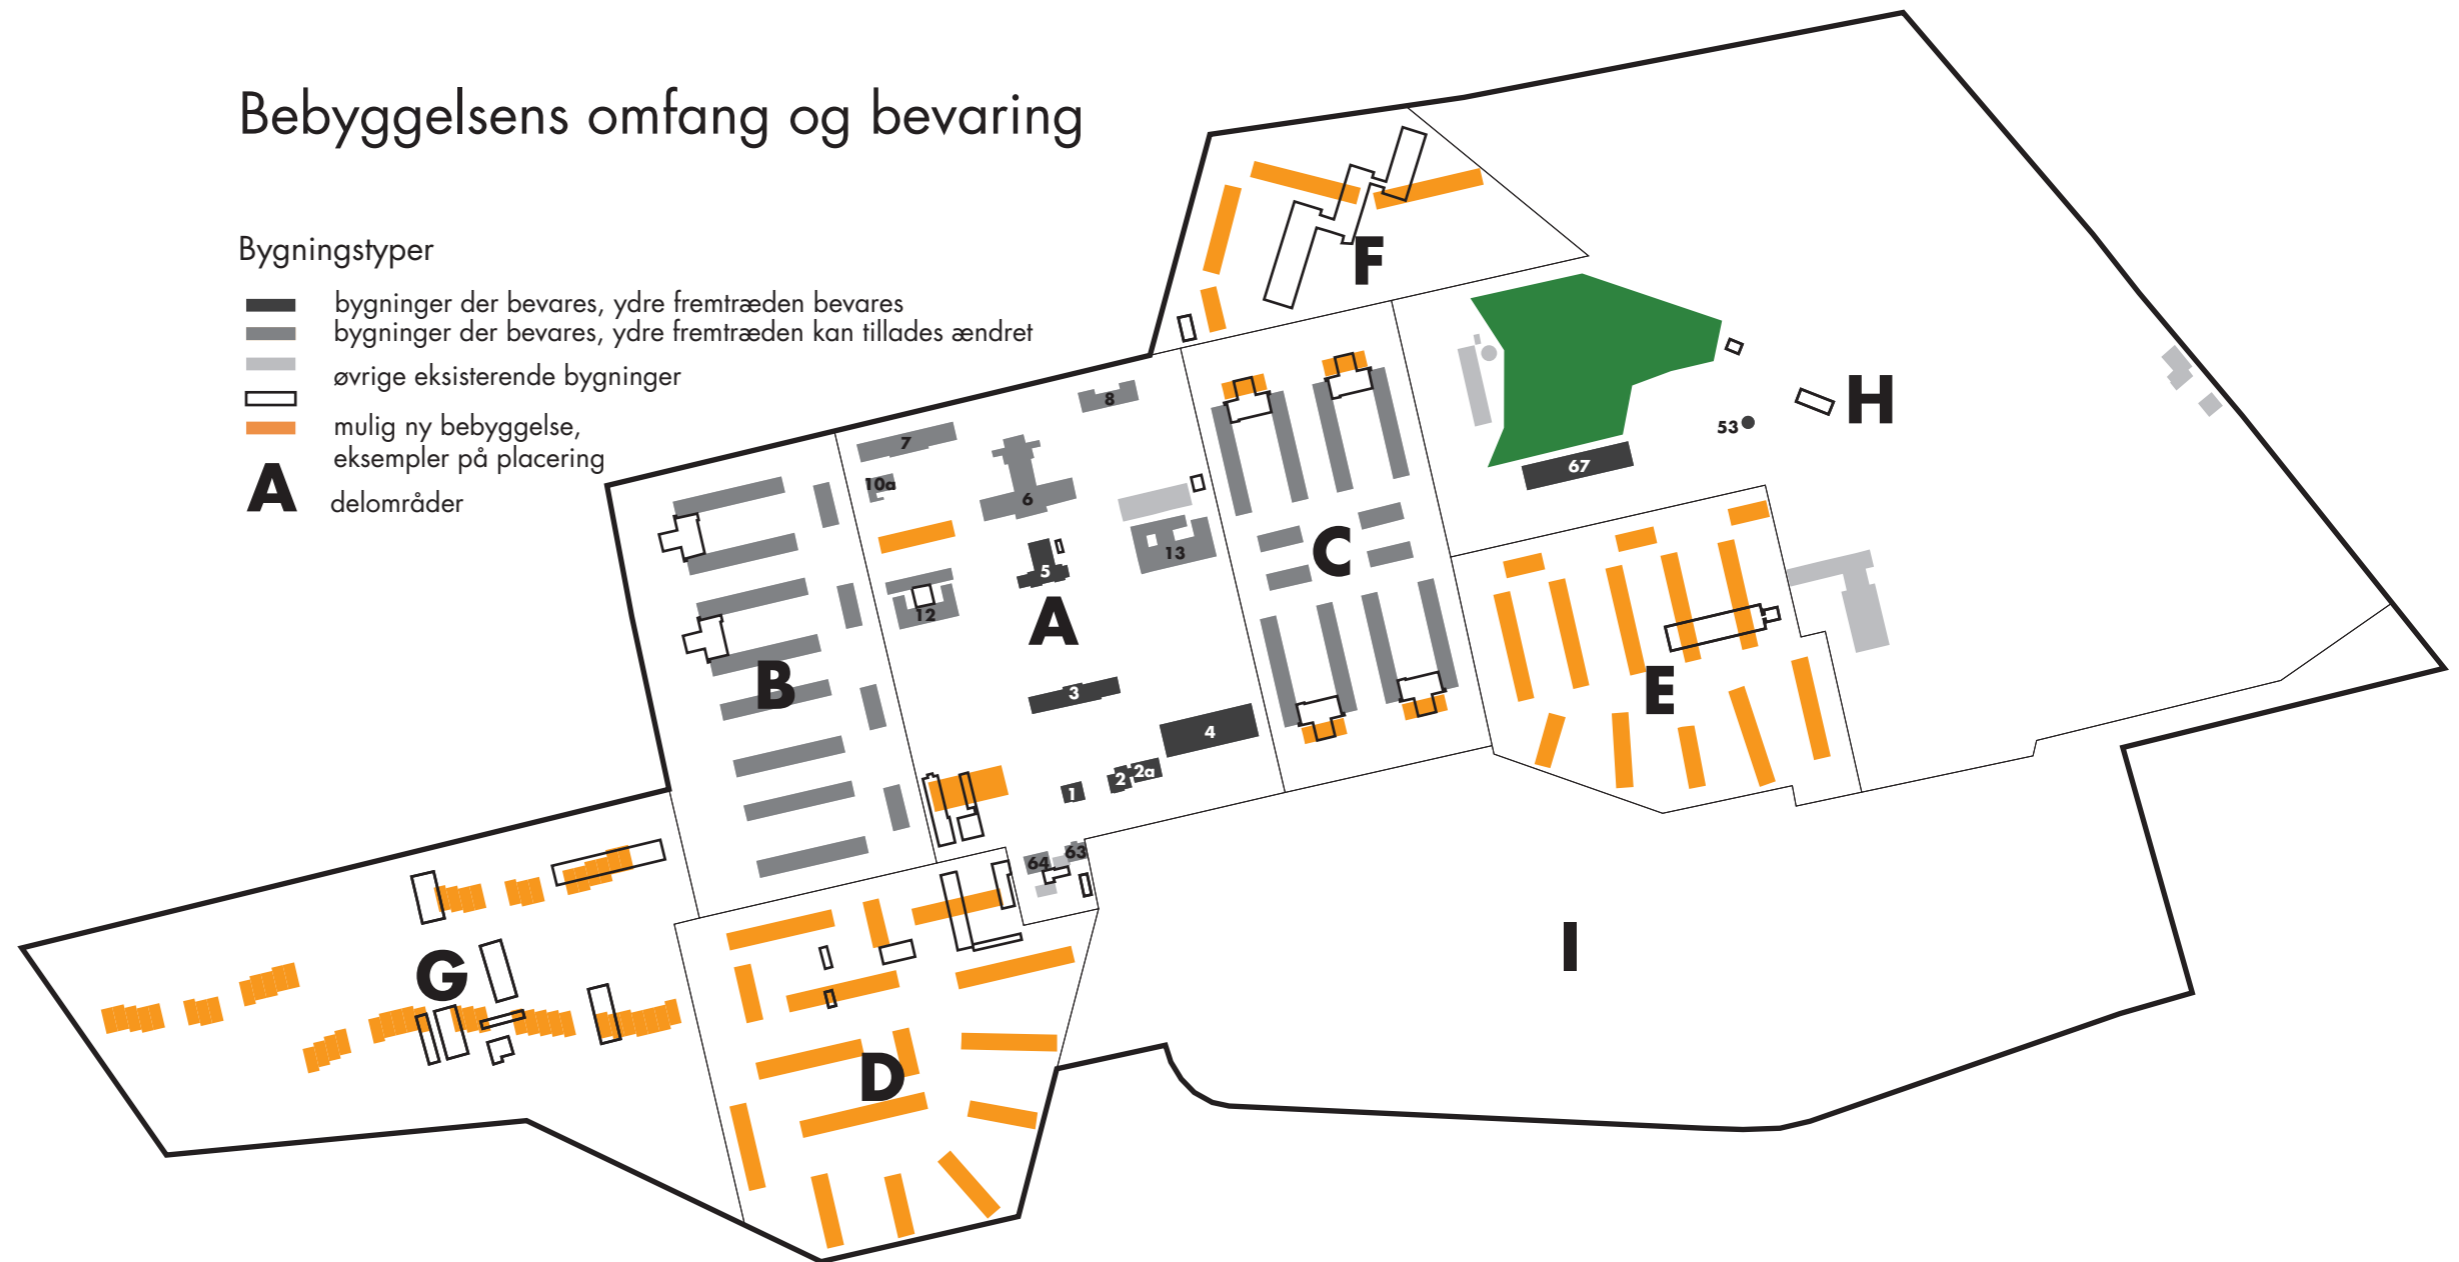 Bebyggelsens omfang og bevaring
Bygningstyper
bygninger der bevares, ydre fremtræden bevares
bygninger der bevares, ydre fremtræden kan tillades ændret
øvrige eksisterende bygninger
mulig ny bebyggelse,
eksempler på placering
A delområder
F
H
8
7
10a
6
53
67
13
C
5
12
A
B
3
E
4
2 2a
1
63
64
I
G
D